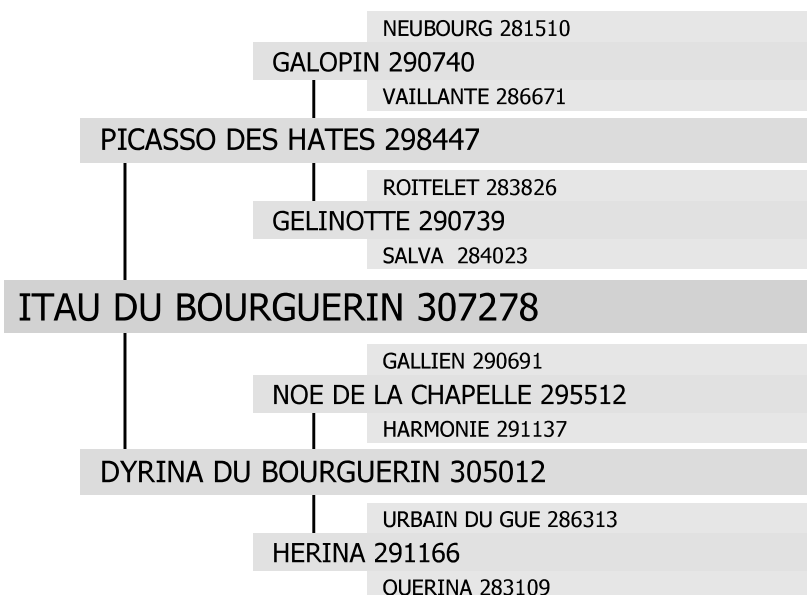 NEUBOURG 281510
GALOPIN 290740
VAILLANTE 286671
PICASSO DES HATES 298447
ROITELET 283826
GELINOTTE 290739
SALVA 284023
ITAU DU BOURGUERIN 307278
GALLIEN 290691
NOE DE LA CHAPELLE 295512
HARMONIE 291137
DYRINA DU BOURGUERIN 305012
URBAIN DU GUE 286313
HERINA 291166
QUERINA 283109